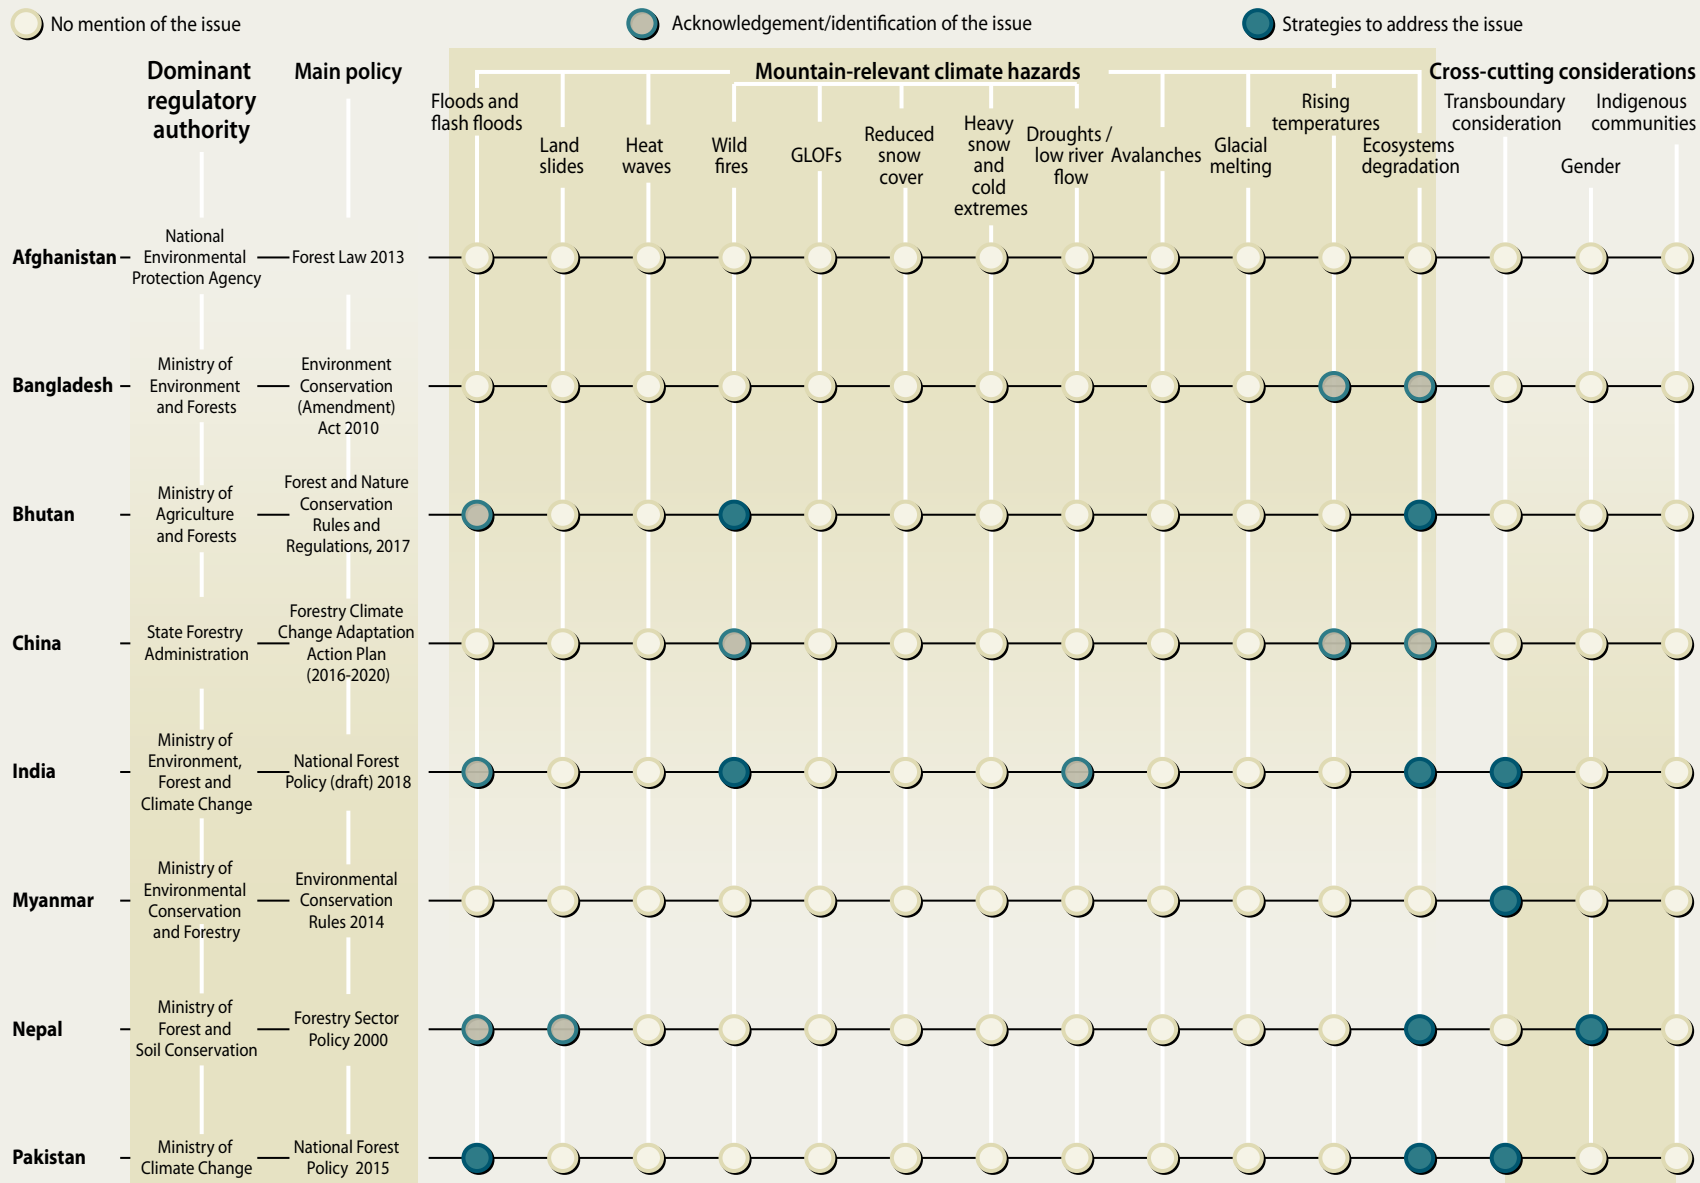 No mention of the issue
Acknowledgement/identification of the issue
Strategies to address the issue
Dominant
regulatory
authority
Main policy
Mountain-relevant climate hazards
Cross-cutting considerations
Floods and
flash floods
Land
slides
Heat
waves
Wild
fires
GLOFs
Reduced
snow
cover
Heavy
snow
and
cold
extremes
Droughts /
low river
flow
Avalanches
Glacial
melting
Rising
temperatures
Ecosystems
degradation
Transboundary
consideration
Gender
Indigenous
communities
Afghanistan
National
Environmental
Protection Agency
Forest Law 2013
Bangladesh
Ministry of
Environment
and Forests
Environment
Conservation
(Amendment)
Act 2010
Bhutan
Ministry of
Agriculture
and Forests
Forest and Nature
Conservation
Rules and
Regulations, 2017
China
State Forestry
Administration
Forestry Climate
Change Adaptation
Action Plan
(2016-2020)
India
Ministry of
Environment,
Forest and
Climate Change
National Forest
Policy (draft) 2018
Myanmar
Ministry of
Environmental
Conservation
and Forestry
Environmental
Conservation
Rules 2014
Nepal
Ministry of
Forest and
Soil Conservation
Forestry Sector
Policy 2000
Pakistan
Ministry of
Climate Change
National Forest
Policy 2015